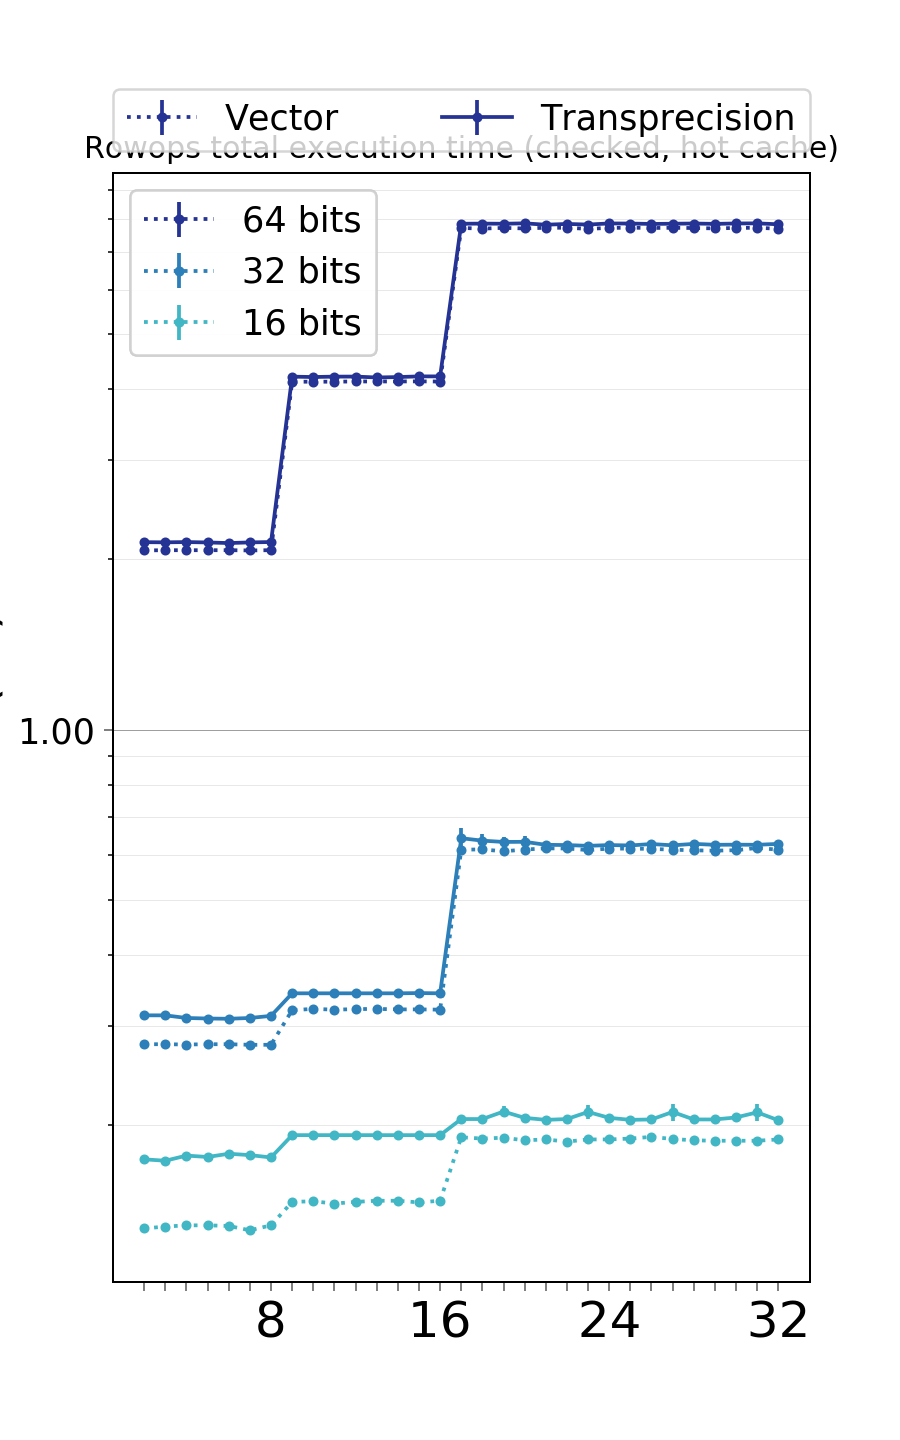 Vector Transprecision
Rowops total execution time (checked, hot cache)
64 bits
32 bits
16 bits
1.00
8 16 24 32